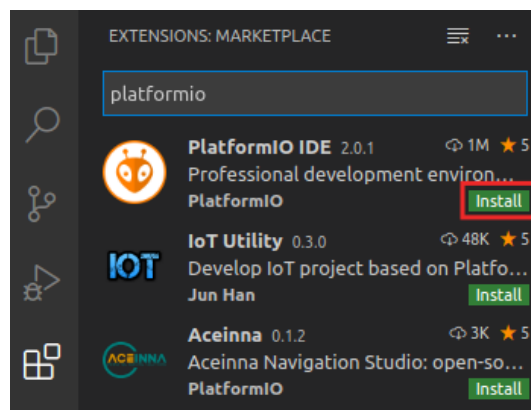 EXTENSIONS: MARKETPLACE
platformio
PlatformIO IDE 2.0.1 1M ★ 5
Professional development environ...
PlatformIO Install
IOT
IoT Utility 0.3.0 48K ★ 5
Develop IoT project based on Platfo...
Jun Han Install
ACEINNA
Aceinna 0.1.2 3K ★ 5
Aceinna Navigation Studio: open-so...
PlatformIO Install